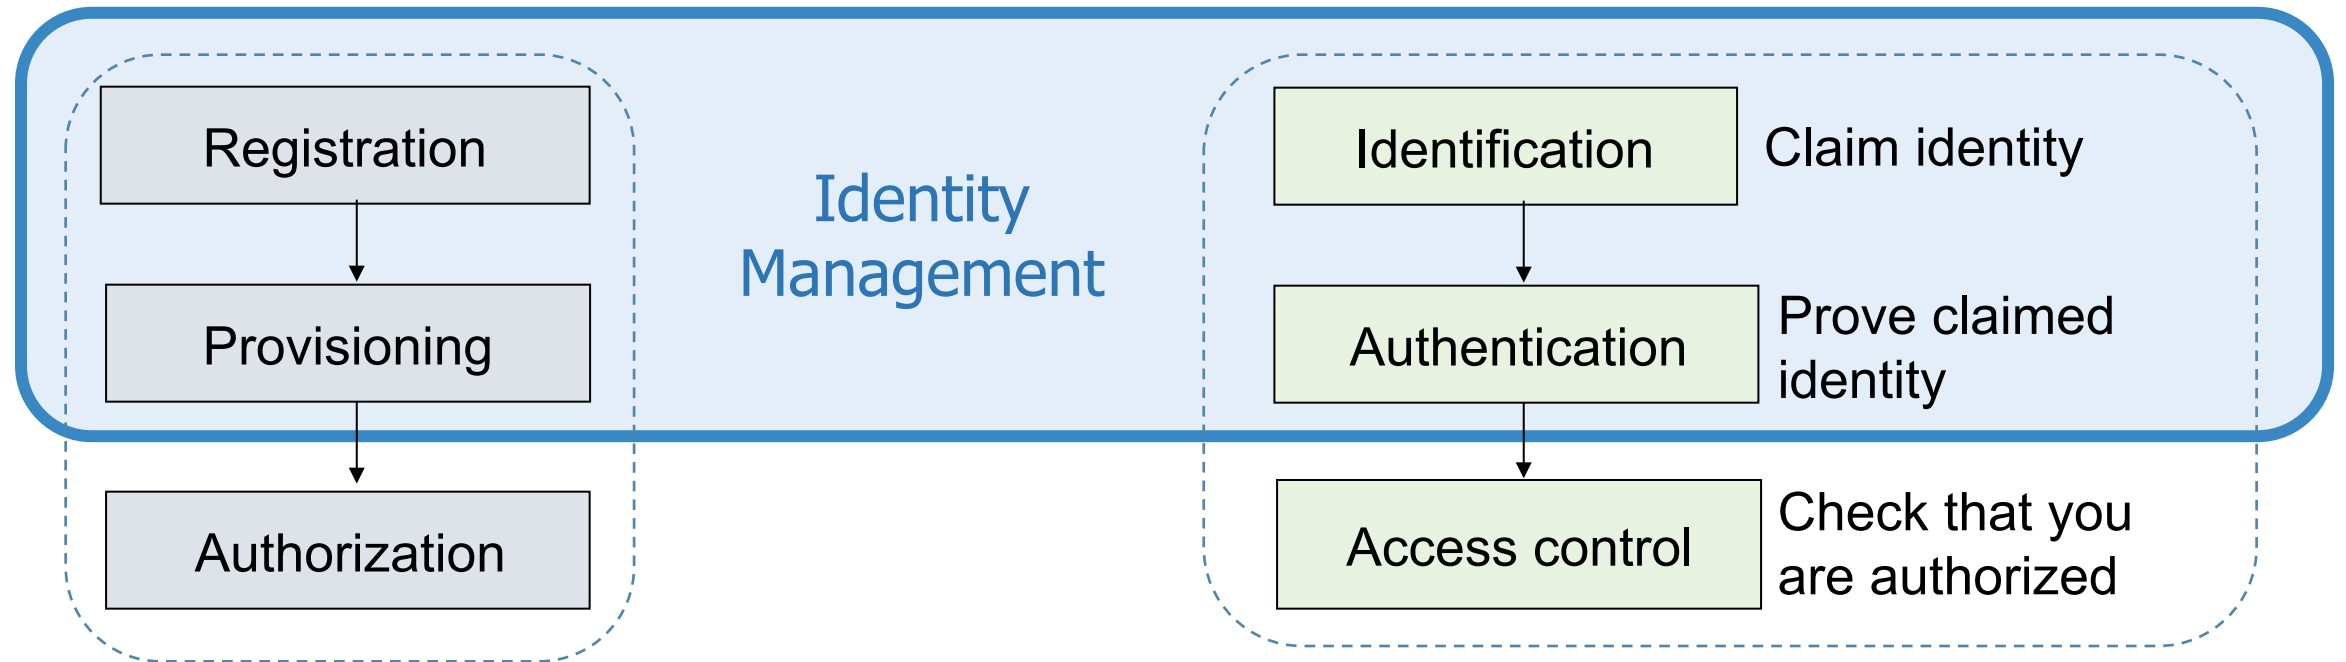 Registration
Provisioning
Authorization
Identity
Management
Identification
Claim identity
Authentication
Prove claimed
identity
Access control
Check that you
are authorized